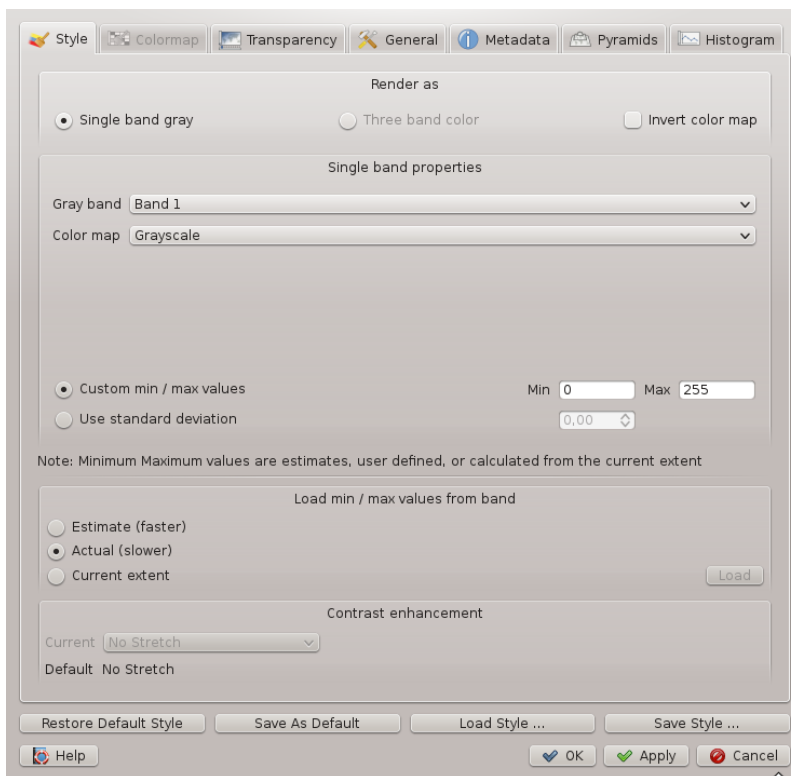 Style Colormap Transparency General Metadata Pyramids Histogram
Render as
Single band gray Three band color Invert color map
Single band properties
Gray band Band 1
Color map Grayscale
Custom min / max values Min 0 Max 255
Use standard deviation 0,00
Note: Minimum Maximum values are estimates, user defined, or calculated from the current extent
Load min / max values from band
Estimate (faster)
Actual (slower)
Current extent Load
Contrast enhancement
Current No Stretch
Default No Stretch
Restore Default Style Save As Default Load Style ... Save Style ...
Help OK Apply Cancel